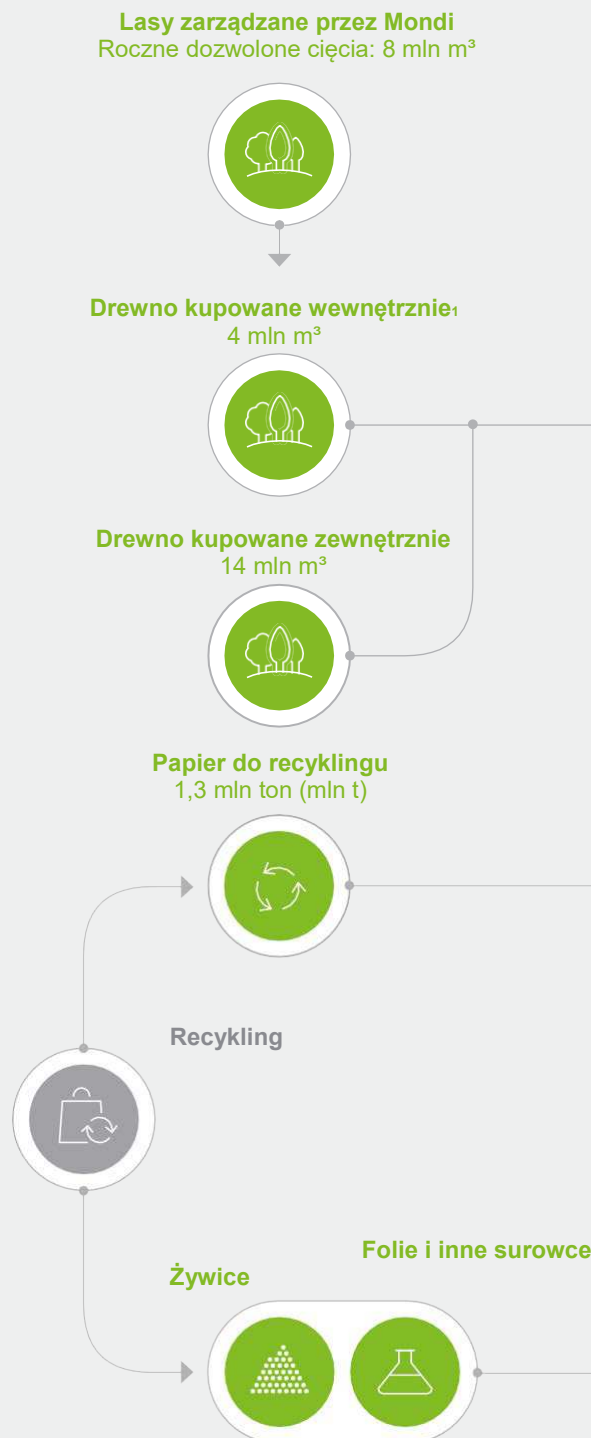 Lasy zarządzane przez Mondi
Roczne dozwolone cięcia: 8 mln m³
Drewno kupowane wewnętrznie₁
4 mln m³
Drewno kupowane zewnętrznie
14 mln m³
Papier do recyklingu
1,3 mln ton (mln t)
Recykling
Folie i inne surowce
Żywice